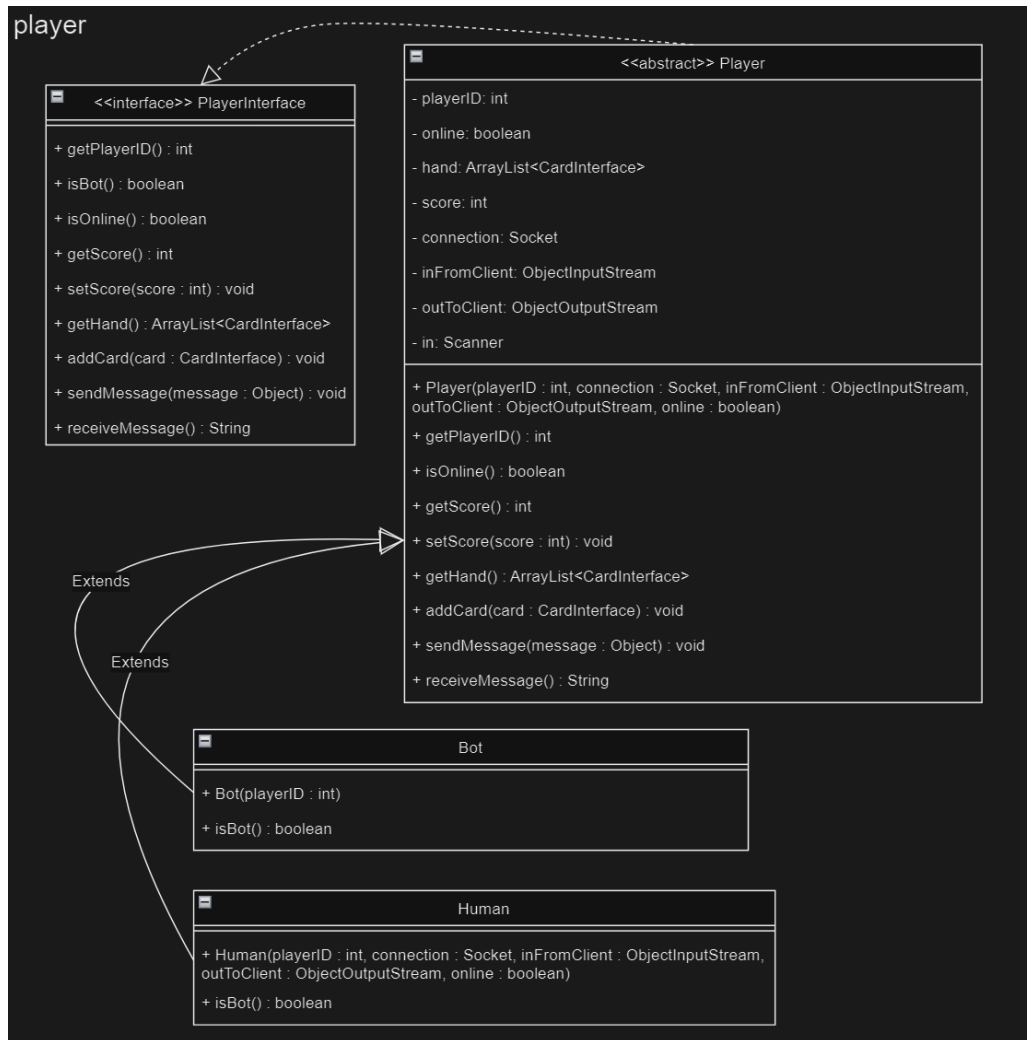 player
<<interface>> PlayerInterface
+ getPlayerID() : int
+ isBot() : boolean
+ isOnline() : boolean
+ getScore() : int
+ setScore(score : int) : void
+ getHand() : ArrayList<CardInterface>
+ addCard(card : CardInterface) : void
+ sendMessage(message : Object) : void
+ receiveMessage() : String
<<abstract>> Player
- playerID: int
- online: boolean
- hand: ArrayList<CardInterface>
- score: int
- connection: Socket
- inFromClient: ObjectInputStream
- outToClient: ObjectOutputStream
- in: Scanner
+ Player(playerID : int, connection : Socket, inFromClient : ObjectInputStream,
outToClient : ObjectOutputStream, online : boolean)
+ getPlayerID() : int
+ isOnline() : boolean
+ getScore() : int
+ setScore(score : int) : void
+ getHand() : ArrayList<CardInterface>
+ addCard(card : CardInterface) : void
+ sendMessage(message : Object) : void
+ receiveMessage() : String
Extends
Extends
Bot
+ Bot(playerID : int)
+ isBot() : boolean
Human
+ Human(playerID : int, connection : Socket, inFromClient : ObjectInputStream,
outToClient : ObjectOutputStream, online : boolean)
+ isBot() : boolean